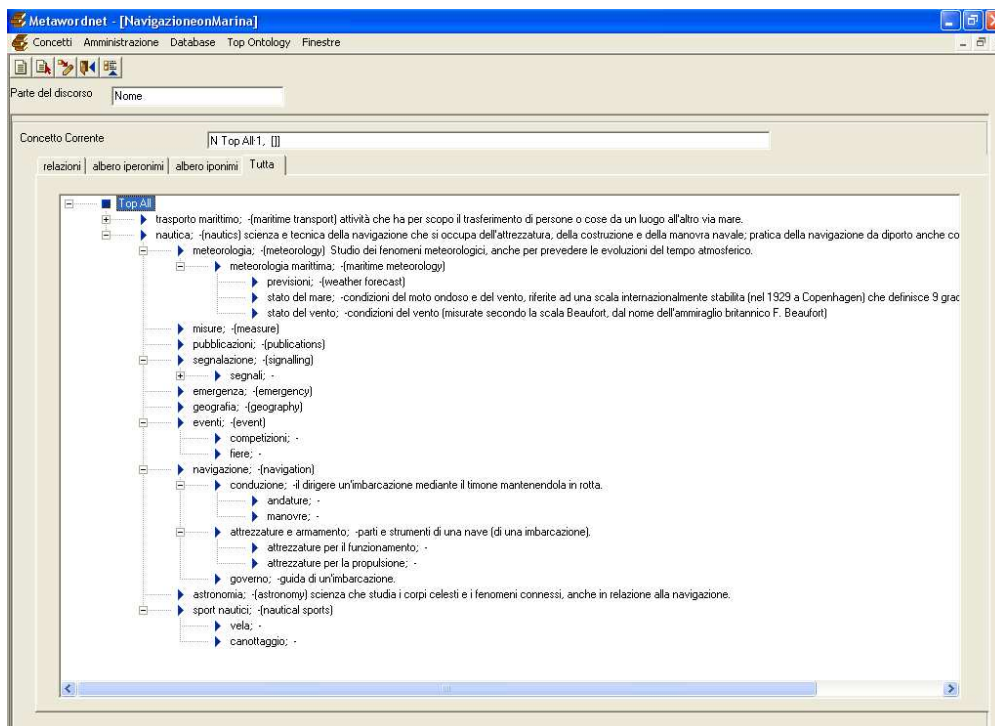 Metawordnet - [NavigazioneonMarina]
Concetti Amministrazione Database Top Ontology Finestre
Parte del discorso Nome
Concetto Corrente N Top All·1, []]
relazioni albero iperonimi albero iponimi Tutta
Top All
trasporto marittimo; -(maritime transport) attività che ha per scopo il trasferimento di persone o cose da un luogo all'altro via mare.
nautica; -(nautics) scienza e tecnica della navigazione che si occupa dell'attrezzatura, della costruzione e della manovra navale; pratica della navigazione da diporto anche co
meteorologia; -(meteorology) Studio dei fenomeni meteorologici, anche per prevedere le evoluzioni del tempo atmosferico.
meteorologia marittima; -(maritime meteorology)
previsioni; -(weather forecast)
stato del mare; -condizioni del moto ondoso e del vento, riferite ad una scala internazionalmente stabilita (nel 1929 a Copenhagen) che definisce 9 grad
stato del vento; -condizioni del vento (misurate secondo la scala Beaufort, dal nome dell'ammiraglio britannico F. Beaufort)
misure; -(measure)
pubblicazioni; -(publications)
segnalazione; -(signalling)
segnali; -
emergenza; -(emergency)
geografia; -(geography)
eventi; -(event)
competizioni; -
fiere; -
navigazione; -(navigation)
conduzione; -il dirigere un'imbarcazione mediante il timone mantenendola in rotta.
andature; -
manovre; -
attrezzature e armamento; -parti e strumenti di una nave (di una imbarcazione).
attrezzature per il funzionamento; -
attrezzature per la propulsione; -
governo; -guida di un'imbarcazione.
astronomia; -(astronomy) scienza che studia i corpi celesti e i fenomeni connessi, anche in relazione alla navigazione.
sport nautici; -(nautical sports)
vela; -
canottaggio; -